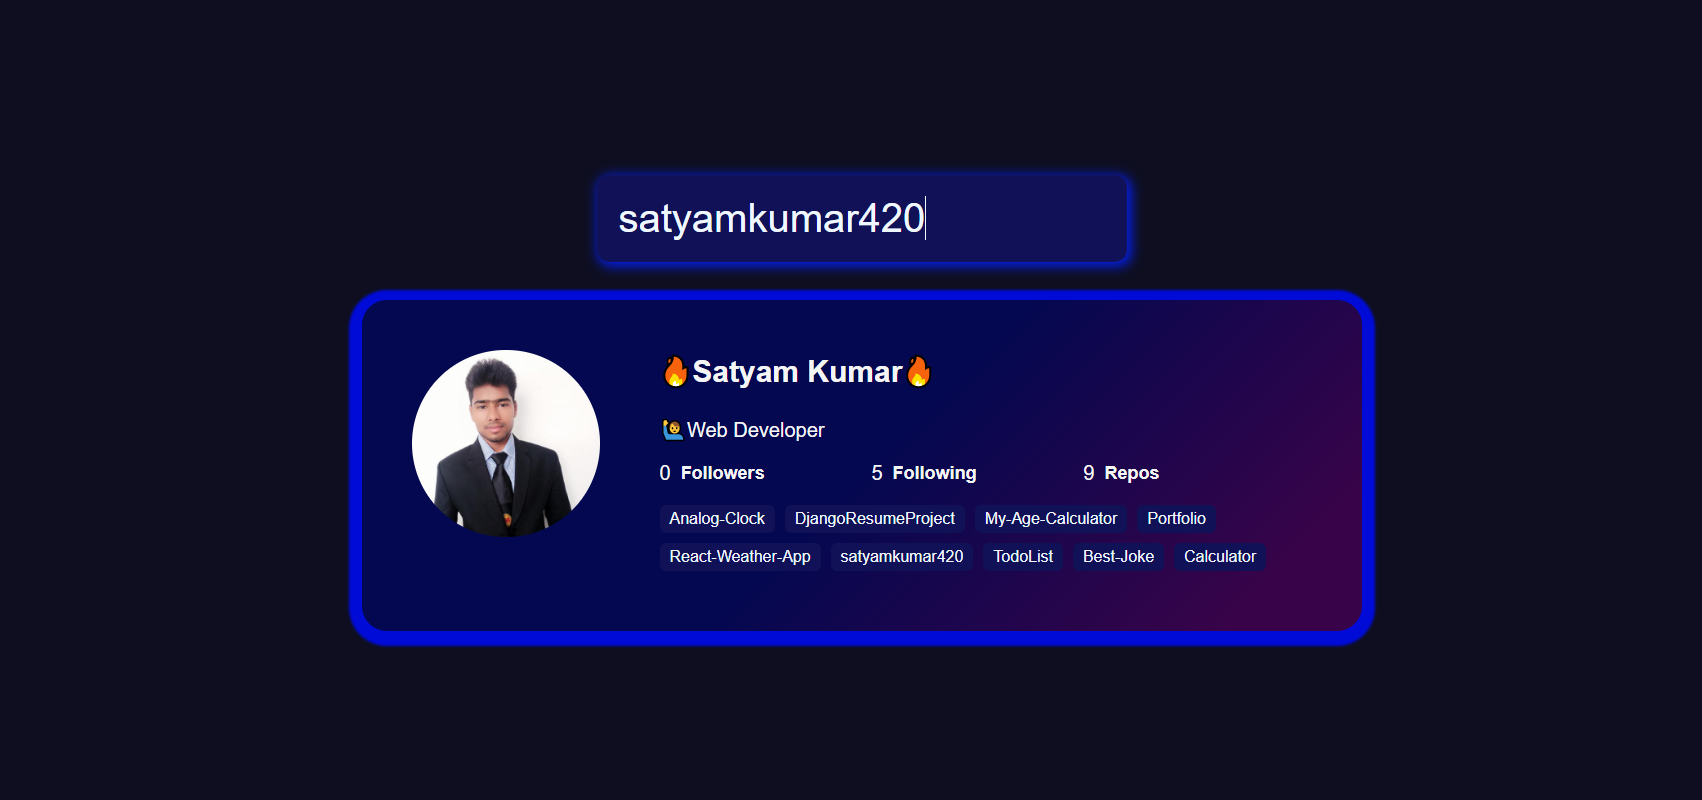 satyamkumar420
🔥Satyam Kumar🔥
🙋‍♂️Web Developer
0 Followers 5 Following 9 Repos
Analog-Clock DjangoResumeProject My-Age-Calculator Portfolio
React-Weather-App satyamkumar420 TodoList Best-Joke Calculator